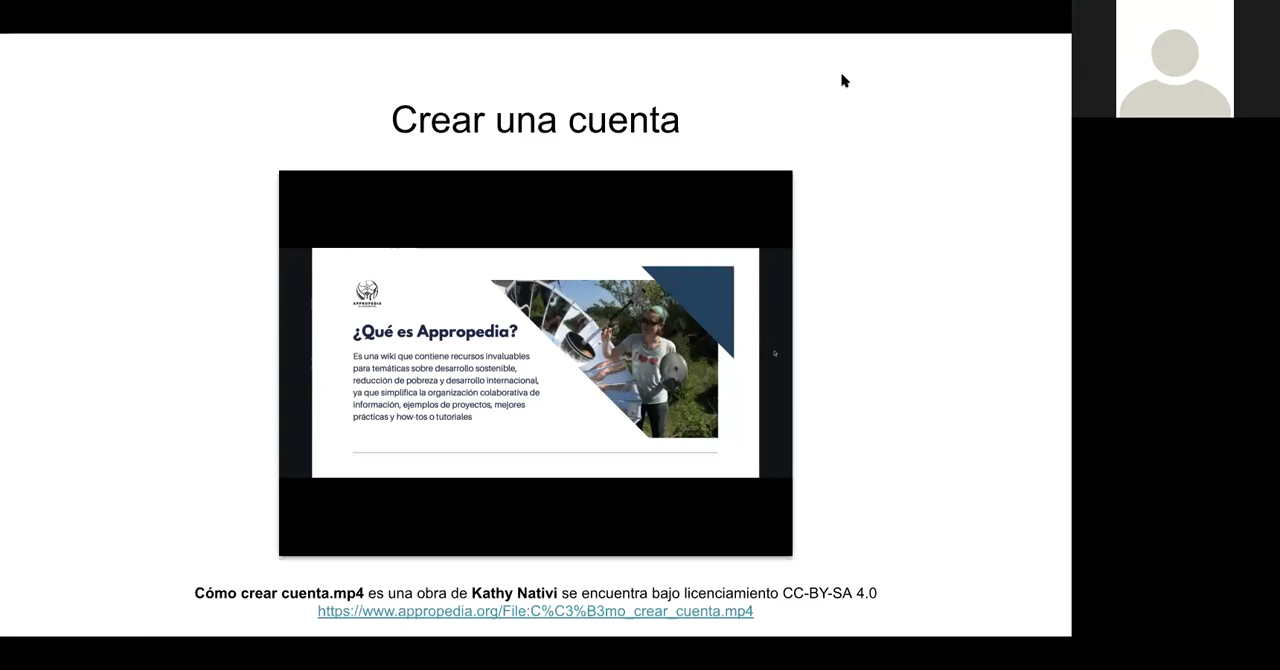 Crear una cuenta
APPROPEDIA
¿Qué es Appropedia?
Es una wiki que contiene recursos invaluables
para temáticas sobre desarrollo sostenible,
reducción de pobreza y desarrollo internacional,
ya que simplifica la organización colaborativa de
información, ejemplos de proyectos, mejores
prácticas y how-tos o tutoriales
Cómo crear cuenta.mp4 es una obra de Kathy Nativi se encuentra bajo licenciamiento CC-BY-SA 4.0
https://www.appropedia.org/File:C%C3%B3mo_crear_cuenta.mp4